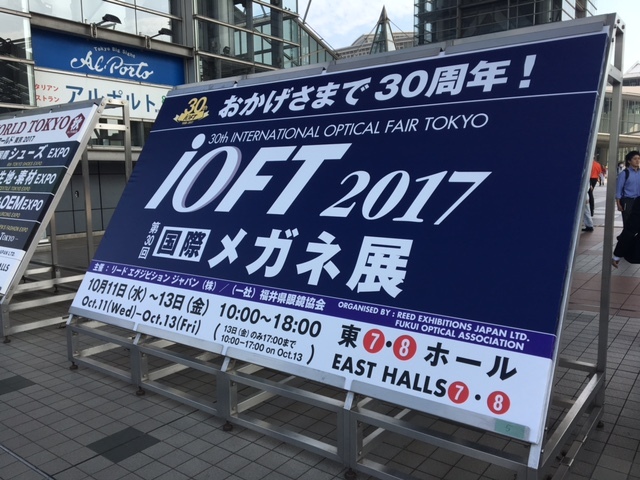 Tokyo Big Sight
AL Porto
アルポルト
30
おかげさまで30周年！
30th INTERNATIONAL OPTICAL FAIR TOKYO
iOFT 2017
第30回 国際 メガネ展
主催：リード エグジビション ジャパン（株）／（一社）福井県眼鏡協会
ORGANISED BY : REED EXHIBITIONS JAPAN LTD.
FUKUI OPTICAL ASSOCIATION
10月11日(水)〜13日(金)
Oct.11(Wed)−Oct.13(Fri)
10:00〜18:00
(13日(金)のみ17:00まで
10:00〜17:00 on Oct.13)
東7・8ホール
EAST HALLS 7・8
WORLD TOKYO 秋
シューズ EXPO
生地・素材 EXPO
OEM EXPO